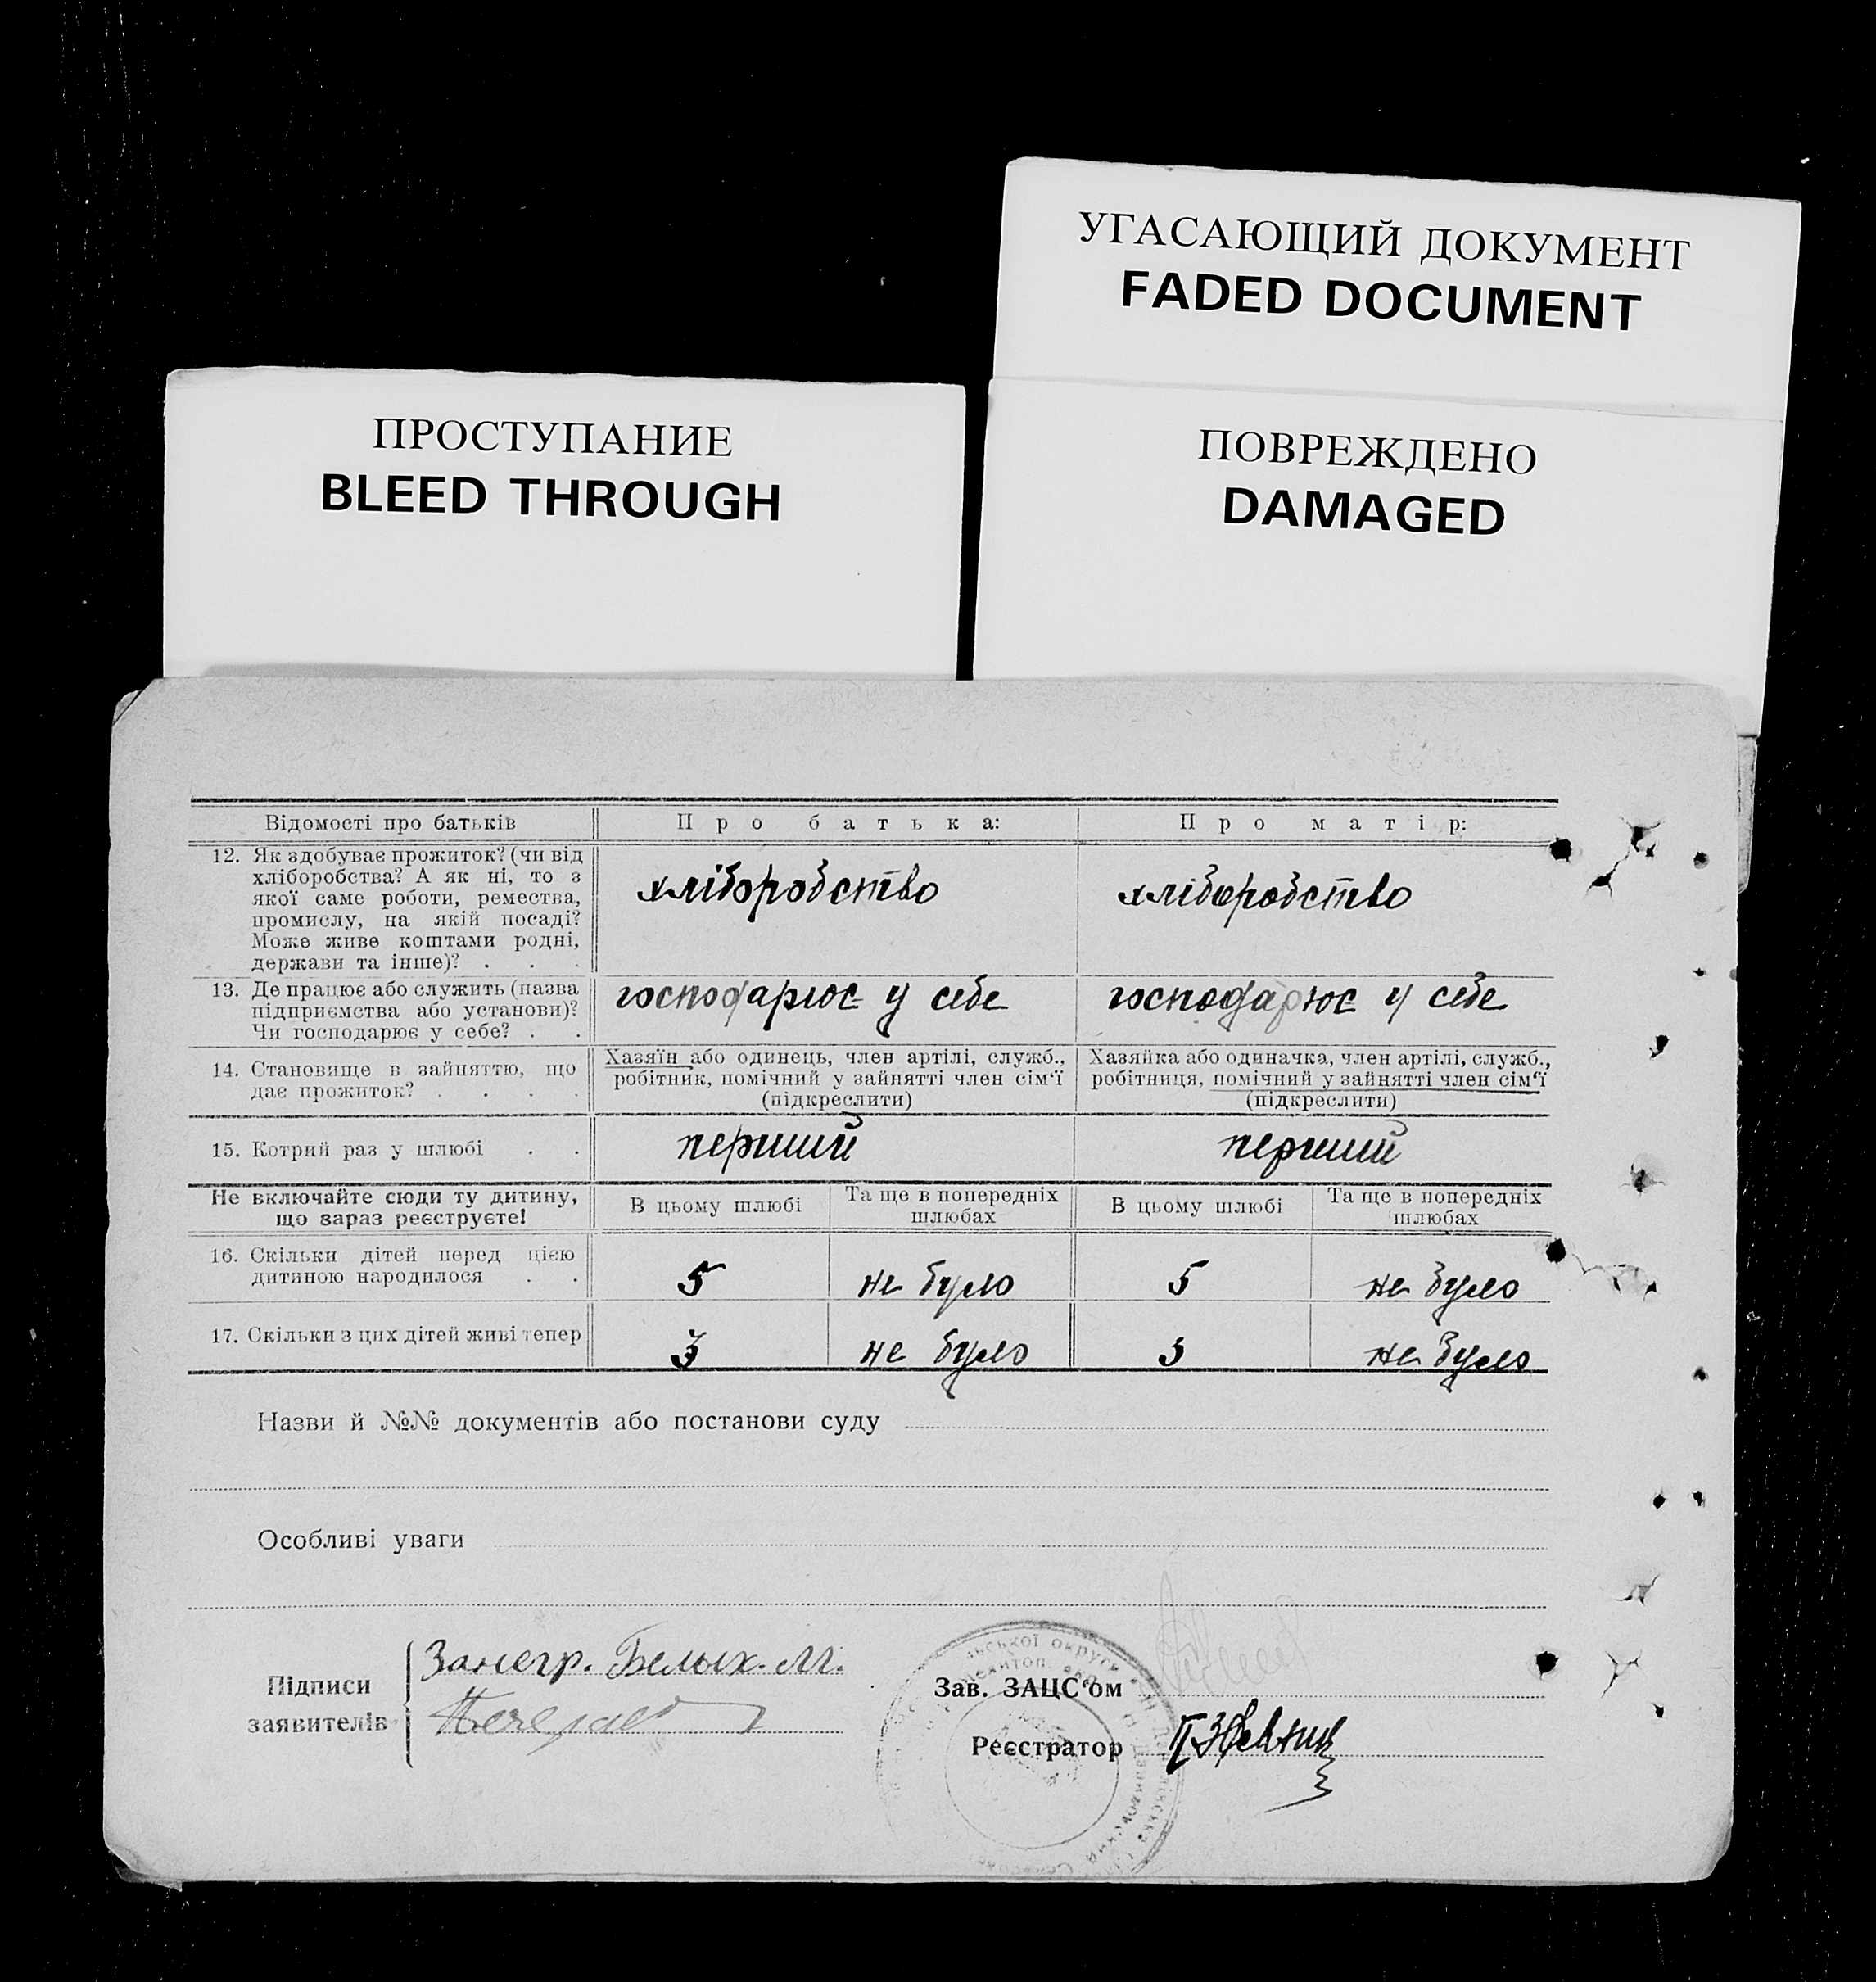 УГАСАЮЩИЙ ДОКУМЕНТ
FADED DOCUMENT
ПРОСТУПАНИЕ
BLEED THROUGH
ПОВРЕЖДЕНО
DAMAGED
Відомості про батьків
Про батька:
Про матір:
12. Як здобуває прожиток? (чи від
хліборобства? А як ні, то з
якої саме роботи, ремества,
промислу, на якій посаді?
Може живе коштами родні,
держави та інше)? . . .
хліборобство
хліборобство
13. Де працює або служить (назва
підприємства або установи)?
Чи господарює у себе? . .
господарює у себе
господарює у себе
14. Становище в зайняттю, що
дає прожиток? . . . .
Хазяїн або одинець, член артілі, служб.,
робітник, помічний у зайнятті член сім‘ї
(підкреслити)
Хазяйка або одиначка, член артілі, служб.,
робітниця, помічний у зайнятті член сім‘ї
(підкреслити)
15. Котрий раз у шлюбі . .
перший
перший
Не включайте сюди ту дитину,
що зараз реєструєте!
В цьому шлюбі
Та ще в попередніх
шлюбах
В цьому шлюбі
Та ще в попередніх
шлюбах
16. Скільки дітей перед цією
дитиною народилося . .
5
не було
5
не було
17. Скільки з цих дітей живі тепер
3
не було
3
не було
Назви й №№ документів або постанови суду
Особливі уваги
Підписи
заявителів
Белых. М.
Зав. ЗАЦС‘ом
Реєстратор
округи